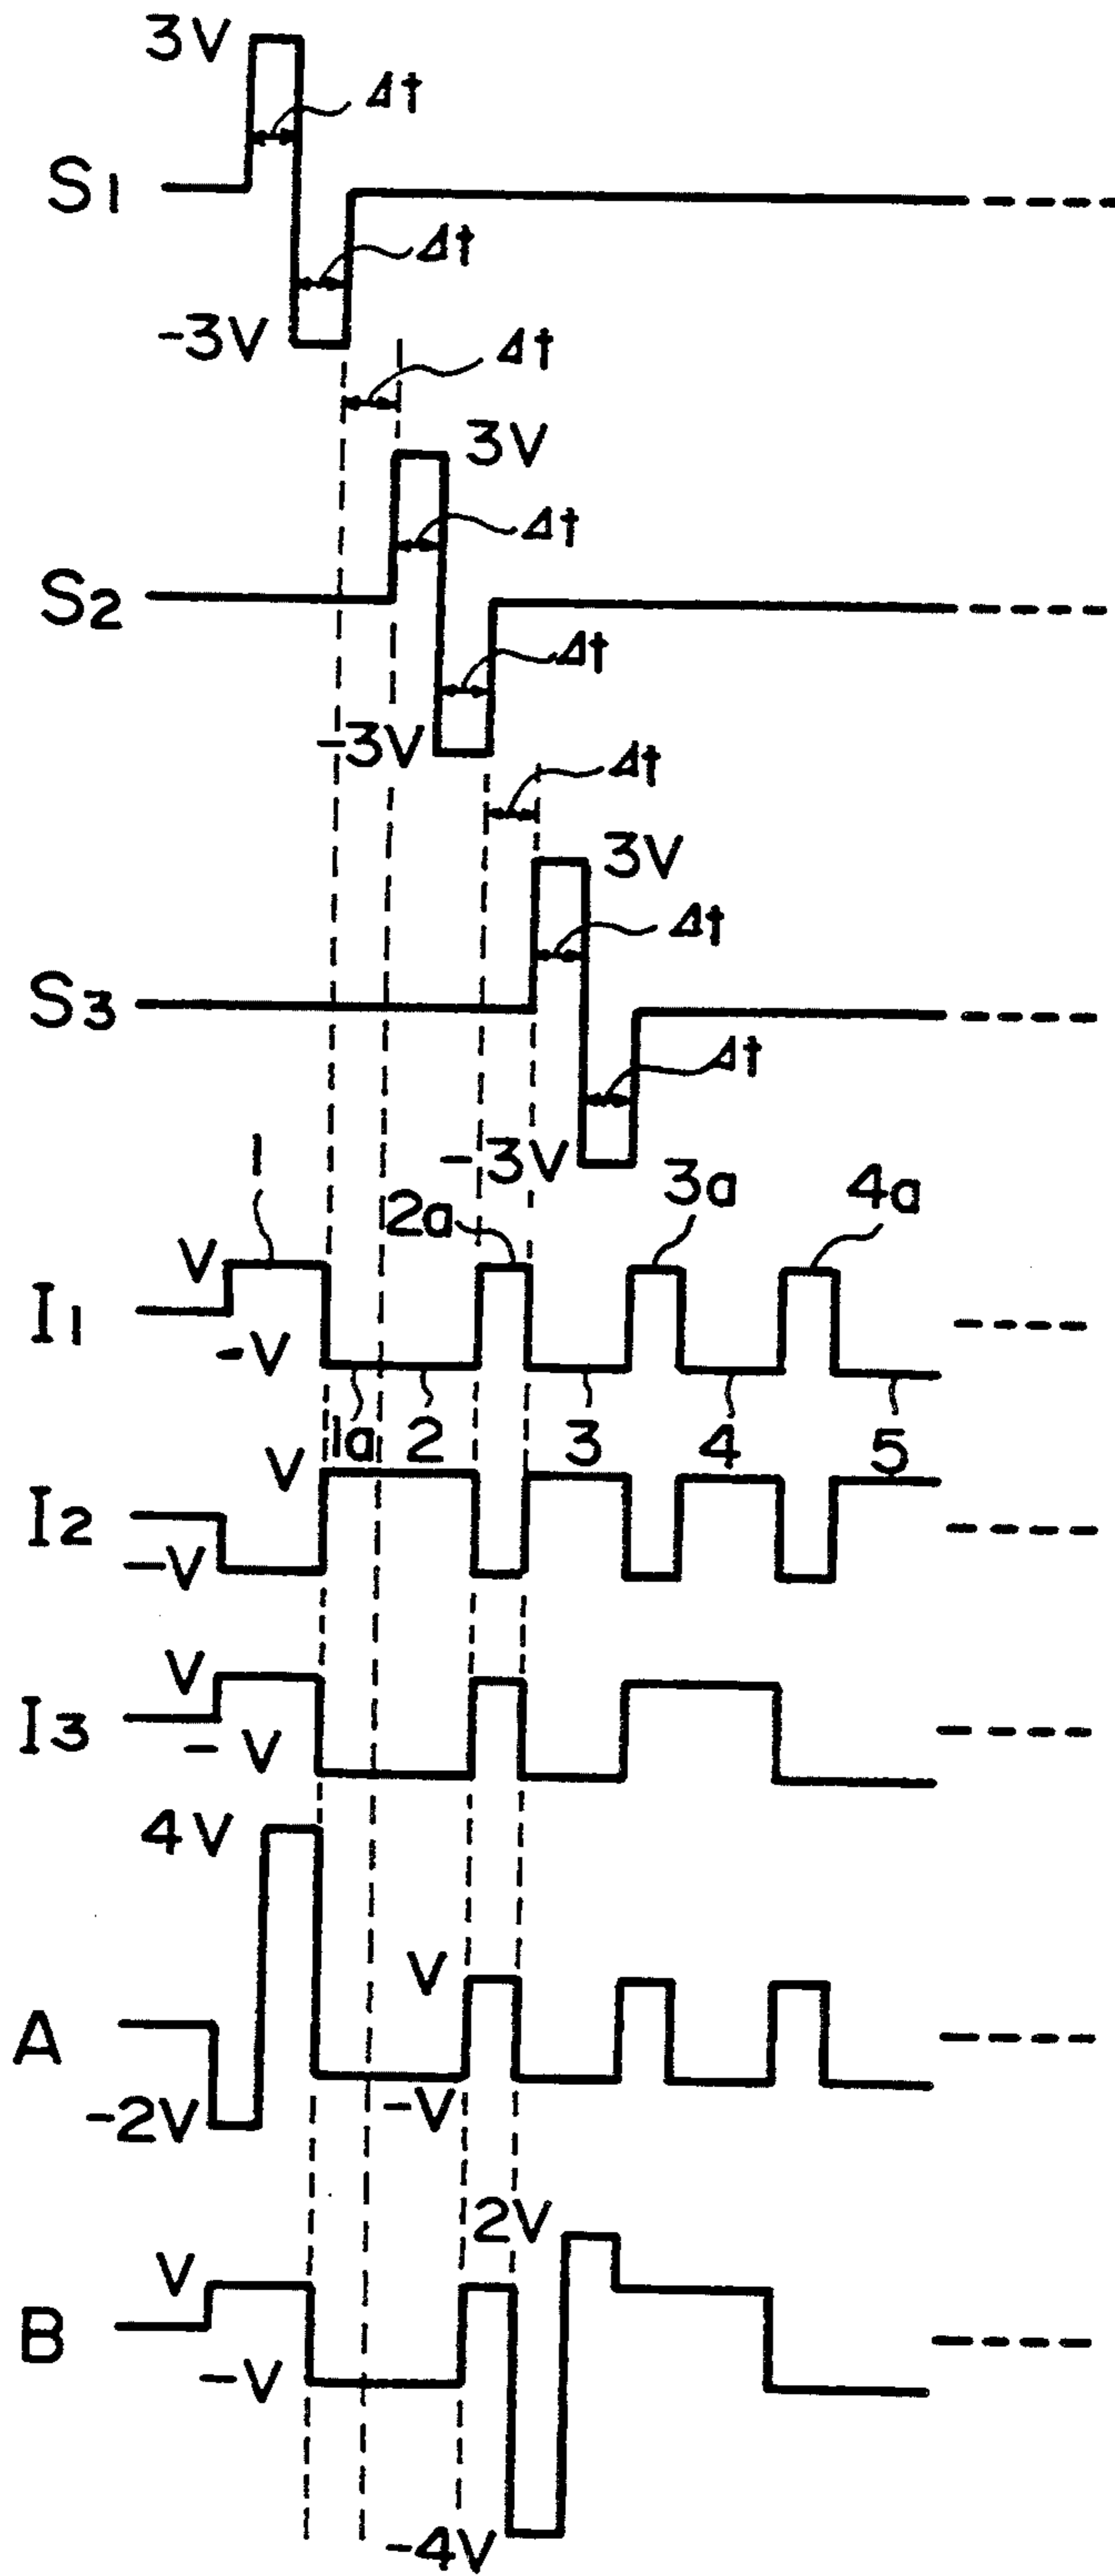 3V
Δt
S1
Δt
-3V
Δt
3V
Δt
S2
Δt
-3V
Δt
3V
Δt
S3
Δt
-3V
1
2a
3a
4a
V
I1
-V
1a
2
3
4
5
V
I2
-V
V
I3
-V
4V
V
A
-2V
-V
2V
V
B
-V
-4V